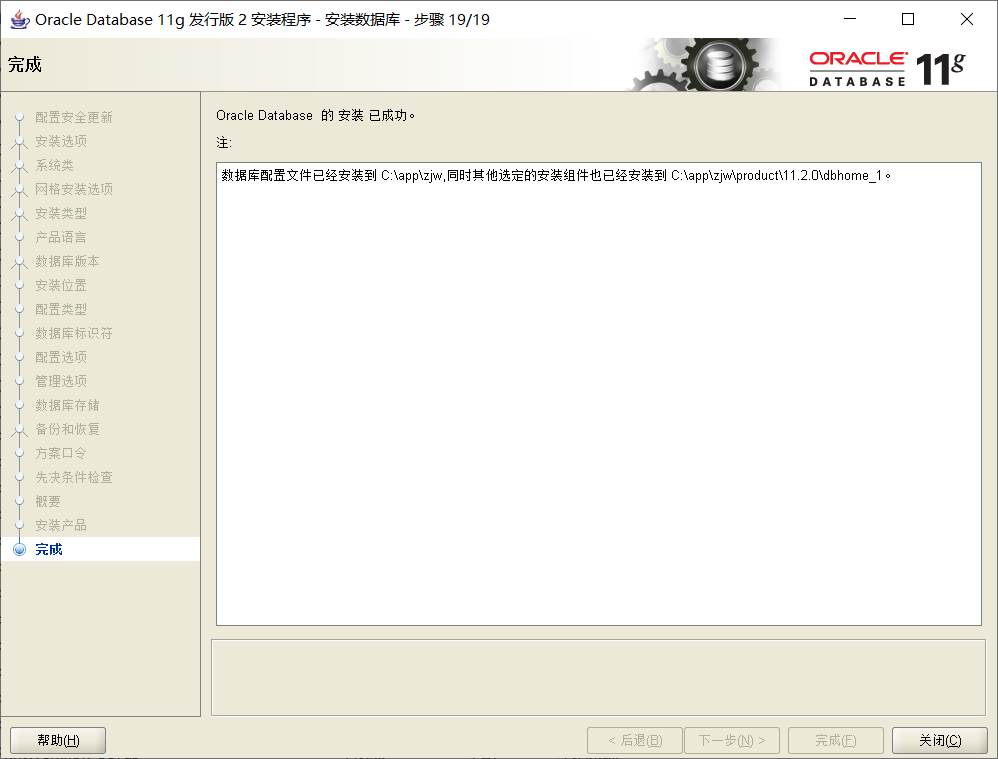 Oracle Database 11g 发行版 2 安装程序 - 安装数据库 - 步骤 19/19
完成
ORACLE®
DATABASE
11g
配置安全更新
安装选项
系统类
网格安装选项
安装类型
产品语言
数据库版本
安装位置
配置类型
数据库标识符
配置选项
管理选项
数据库存储
备份和恢复
方案口令
先决条件检查
概要
安装产品
完成
Oracle Database 的 安装 已成功。
注:
数据库配置文件已经安装到 C:\app\zjw,同时其他选定的安装组件也已经安装到 C:\app\zjw\product\11.2.0\dbhome_1。
帮助(H)
< 后退(B)
下一步(N) >
完成(F)
关闭(C)